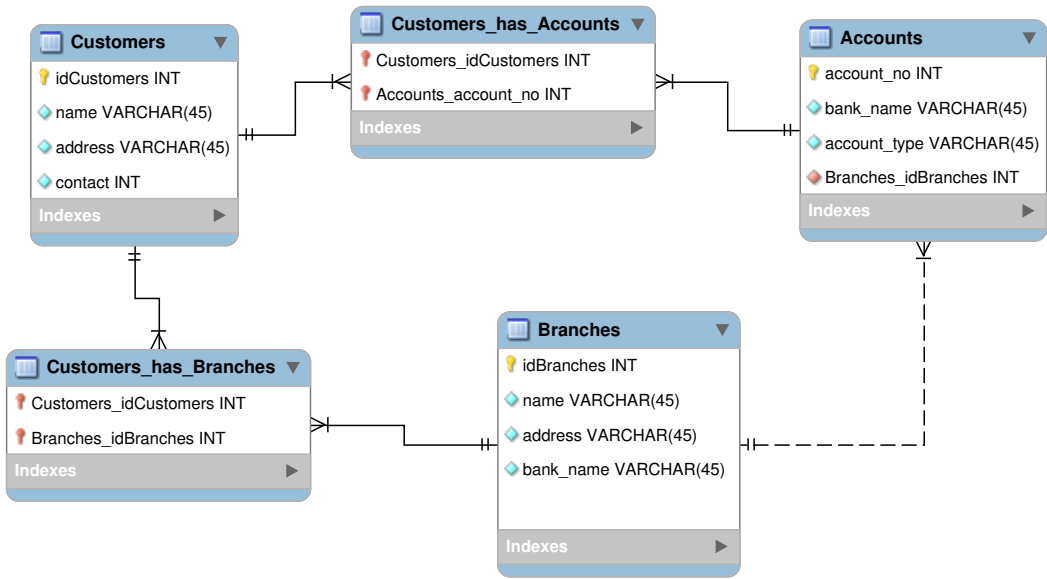 Customers
idCustomers INT
name VARCHAR(45)
address VARCHAR(45)
contact INT
Indexes
Customers_has_Accounts
Customers_idCustomers INT
Accounts_account_no INT
Indexes
Accounts
account_no INT
bank_name VARCHAR(45)
account_type VARCHAR(45)
Branches_idBranches INT
Indexes
Customers_has_Branches
Customers_idCustomers INT
Branches_idBranches INT
Indexes
Branches
idBranches INT
name VARCHAR(45)
address VARCHAR(45)
bank_name VARCHAR(45)
Indexes